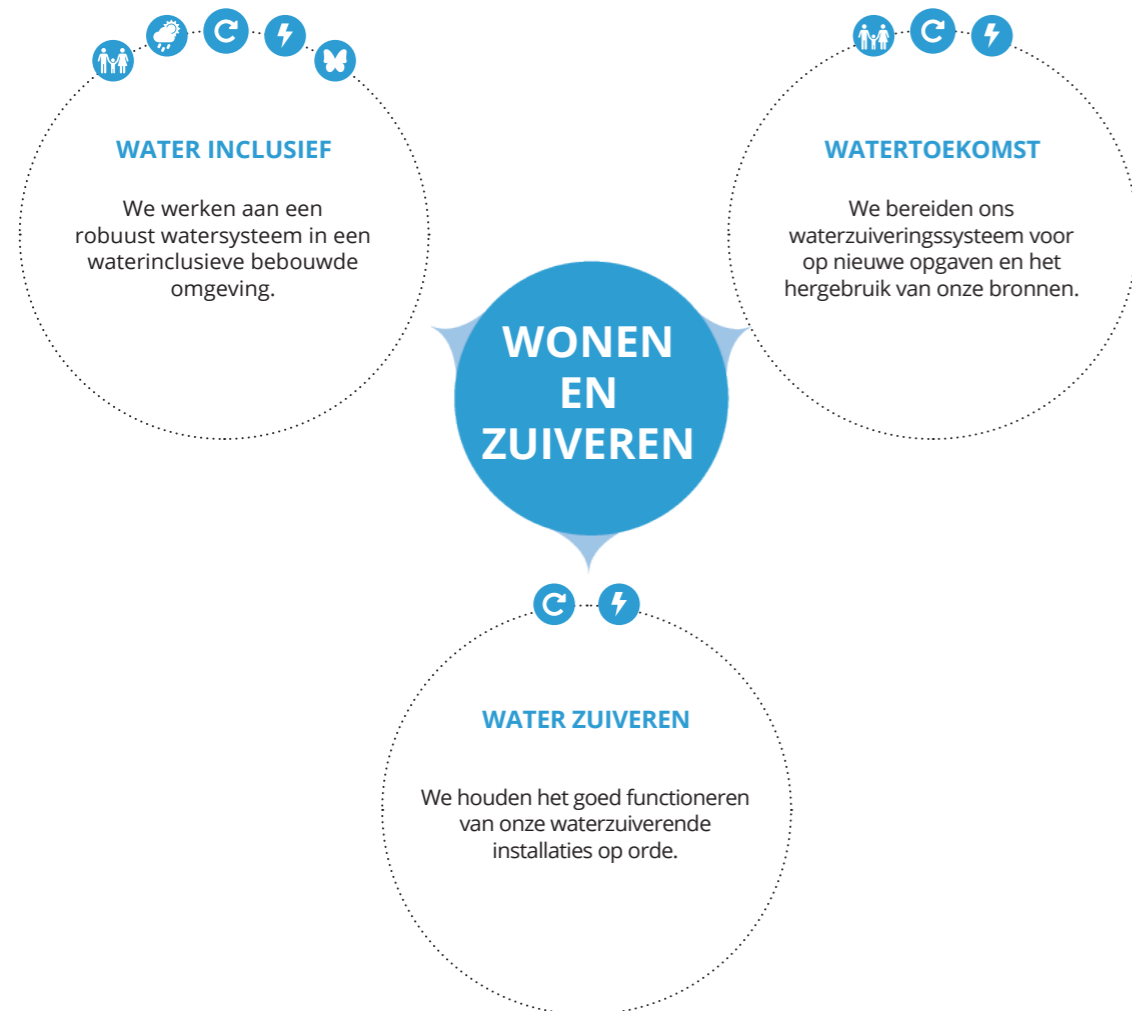 WATER INCLUSIEF
We werken aan een
robuust watersysteem in een
waterinclusieve bebouwde
omgeving.
WATERTOEKOMST
We bereiden ons
waterzuiveringssysteem voor
op nieuwe opgaven en het
hergebruik van onze bronnen.
WONEN
EN
ZUIVEREN
WATER ZUIVEREN
We houden het goed functioneren
van onze waterzuiverende
installaties op orde.